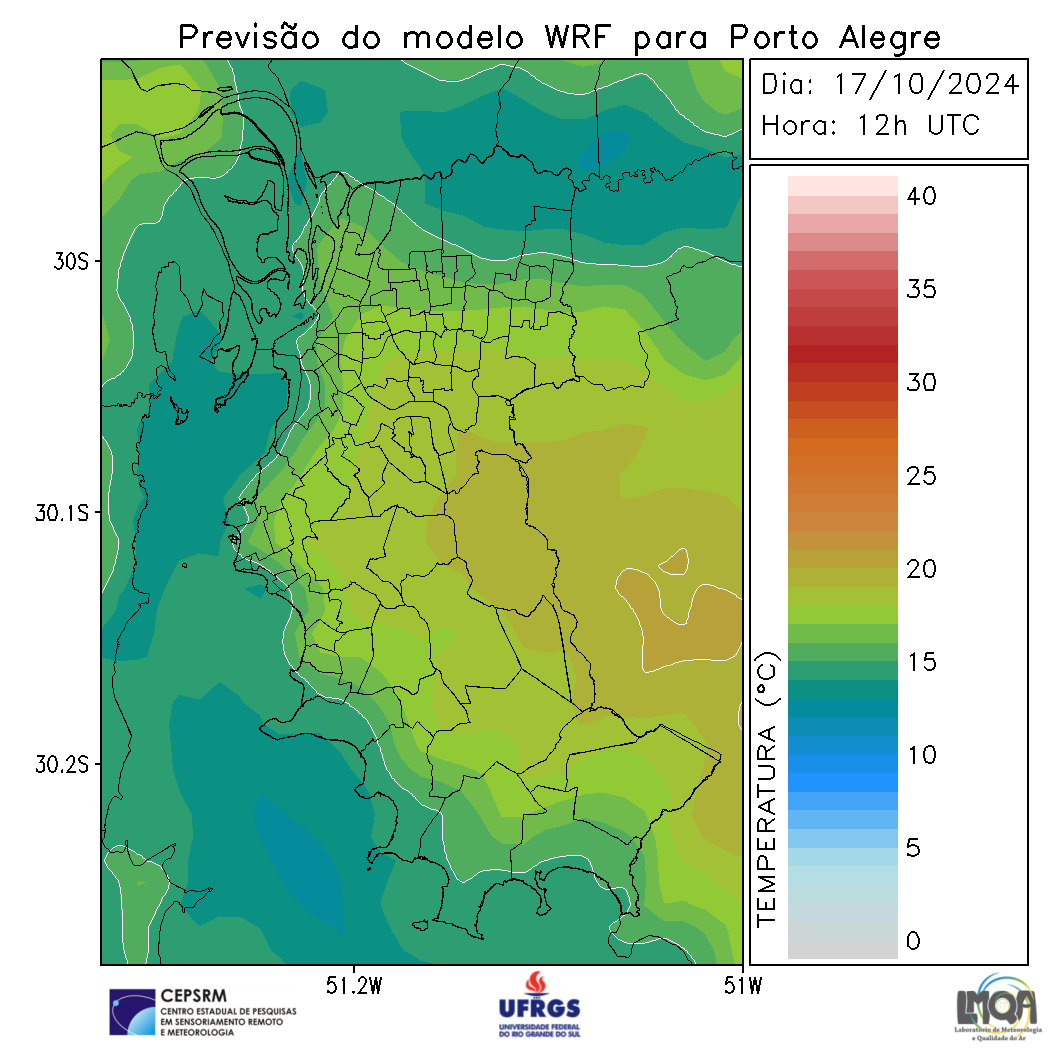 Previsão do modelo WRF para Porto Alegre
Dia: 17/10/2024
Hora: 12h UTC
40
35
30
25
20
15
10
5
0
TEMPERATURA (°C)
30S
30.1S
30.2S
51.2W
51W
CEPSRM
CENTRO ESTADUAL DE PESQUISAS
EM SENSORIAMENTO REMOTO
E METEOROLOGIA
UFRGS
UNIVERSIDADE FEDERAL
DO RIO GRANDE DO SUL
LMQA
Laboratório de Meteorologia
e Qualidade do Ar